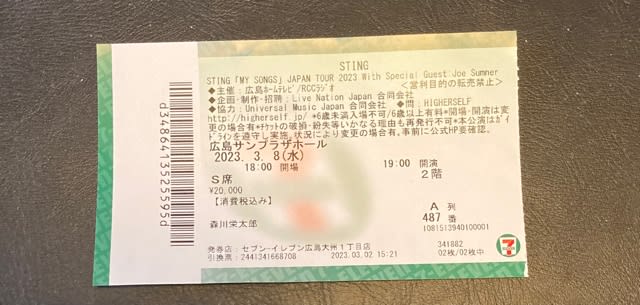 STING
STING「MY SONGS」JAPAN TOUR 2023 With Special Guest:Joe Sumner
◆主催：広島ホームテレビ/RCCラジオ　＜営利目的の転売禁止＞
◆企画・制作・招聘：Live Nation Japan 合同会社
◆協力：Universal Music Japan 合同会社　◆問：HIGHERSELF
http://higherself.jp/ *6歳未満入場不可/6歳以上有料*開場・開演は変
更の場合有*チケットの破損・紛失等いかなる理由も再発行不可*本公演はガイ
ドラインを遵守し実施。状況により変更の場合有。事前に公式HP要確認。
広島サンプラザホール
2023. 3. 8(水)
18:00 開場　19:00 開演
S席　2階
¥20,000
【消費税込み】
A 列
487 番
森川栄太郎
1081513940100001
発券店：セブン-イレブン広島大州1丁目店　341882
引換票：2441341668708　2023.03.02 15:21　02枚/02枚中
d3486413525595d
7
ELEVEN